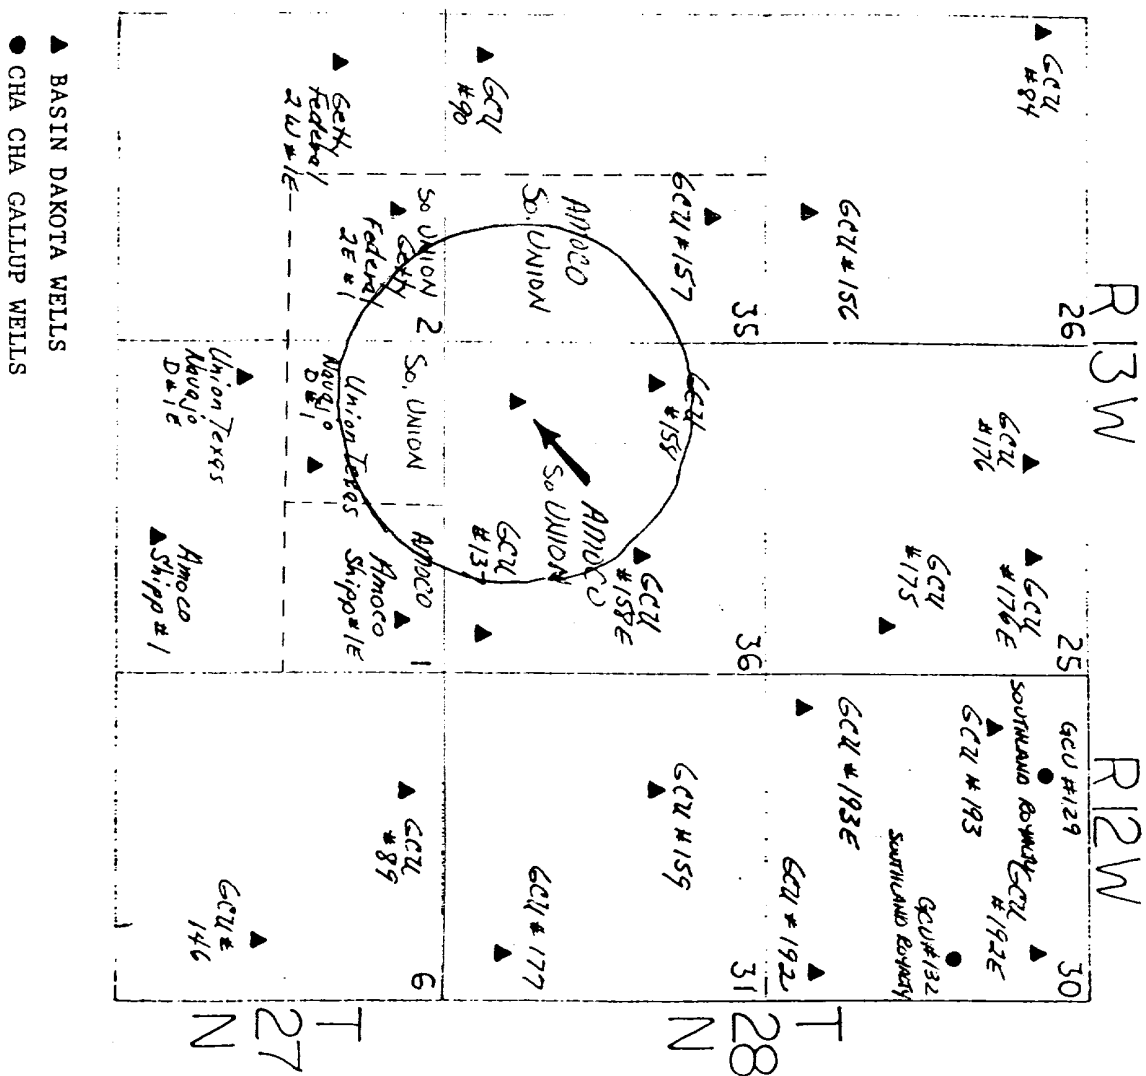 R13W
R12W
GCU
#84
26
GCU
#176
GCU
#176E
25
GCU #129
SOUTHLAND ROYALTY
GCU #193
GCU
#192E
30
GCU #156
GCU
#175
GCU #193E
GCU #132
SOUTHLAND ROYALTY
GCU #192
T
28
N
GCU
#90
GCU #157
35
AMOCO
SO. UNION
GCU
#158
AMOCO
SO. UNION
GCU
#158E
GCU
36
GCU #159
GCU #177
31
Getty
Federal
2W #1E
SO UNION
Getty
Federal
2E #1
2
SO. UNION
Union Texas
Navajo
D #1
AMOCO
Amoco
Shipp #1E
1
GCU
#89
GCU #
146
6
T
27
N
Union Texas
Navajo
D #1E
Amoco
Shipp #1
▲ BASIN DAKOTA WELLS
● CHA CHA GALLUP WELLS